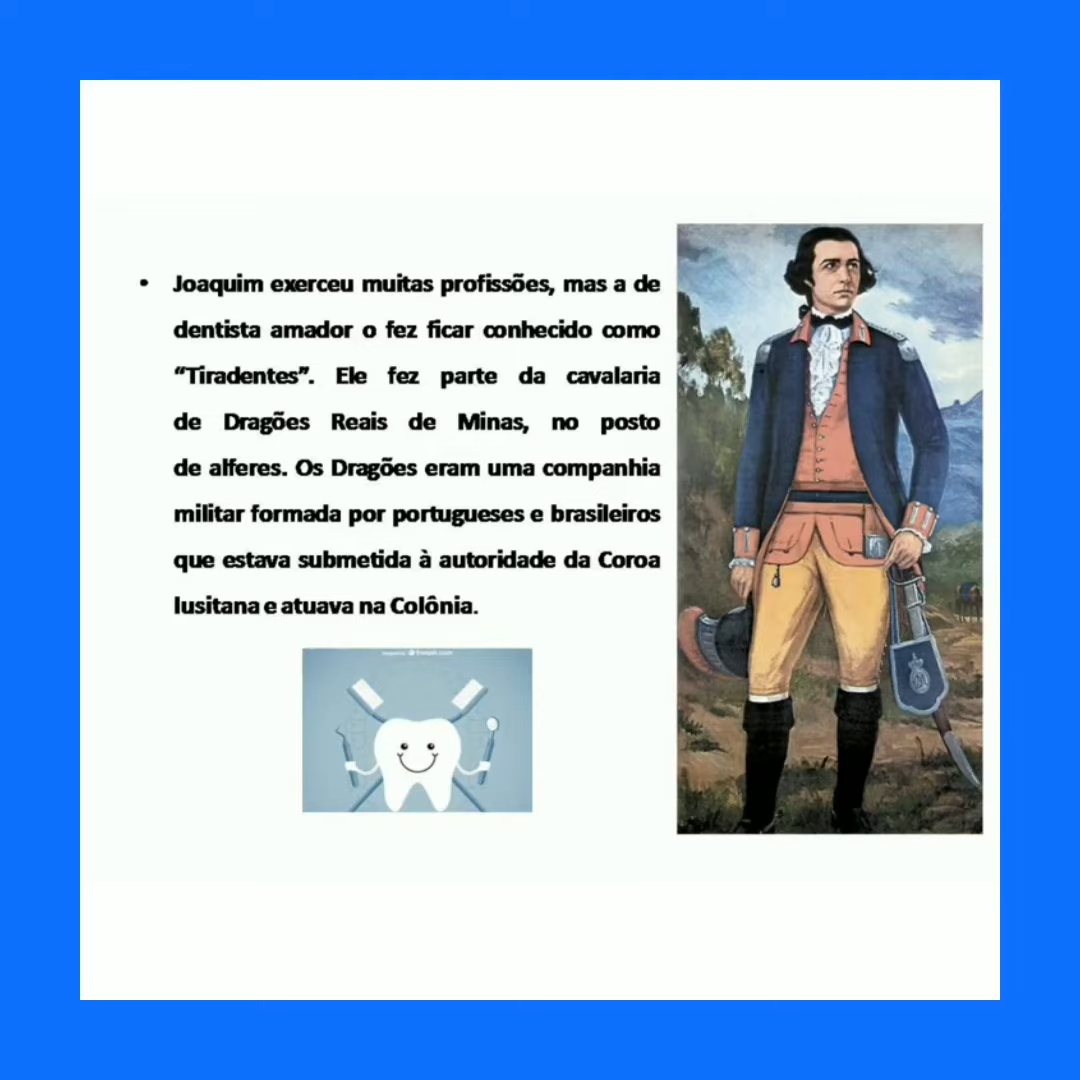 • Joaquim exerceu muitas profissões, mas a de
dentista amador o fez ficar conhecido como
“Tiradentes”. Ele fez parte da cavalaria
de Dragões Reais de Minas, no posto
de alferes. Os Dragões eram uma companhia
militar formada por portugueses e brasileiros
que estava submetida à autoridade da Coroa
lusitana e atuava na Colônia.
freepik.com